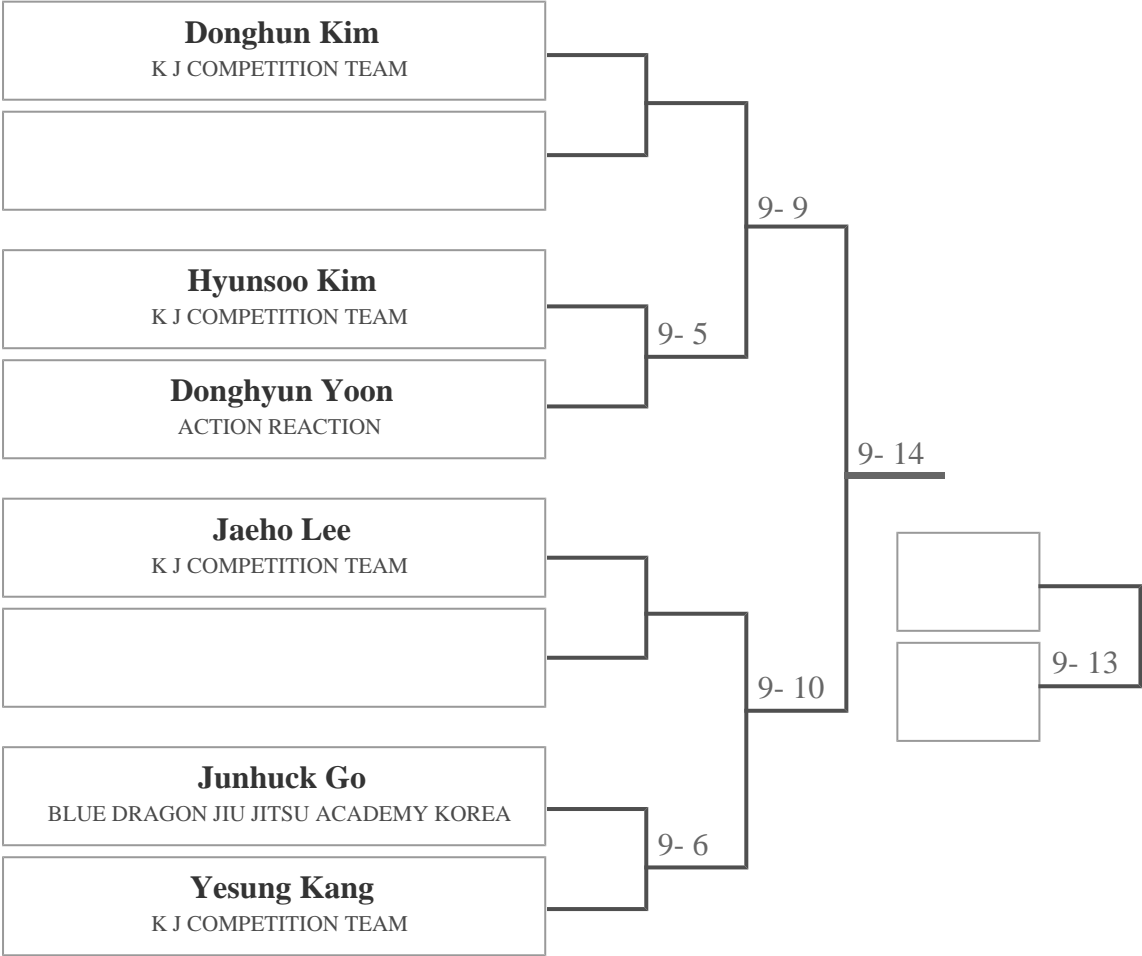 Donghun Kim
K J COMPETITION TEAM
9- 9
Hyunsoo Kim
K J COMPETITION TEAM
9- 5
Donghyun Yoon
ACTION REACTION
9- 14
Jaeho Lee
K J COMPETITION TEAM
9- 13
9- 10
Junhuck Go
BLUE DRAGON JIU JITSU ACADEMY KOREA
9- 6
Yesung Kang
K J COMPETITION TEAM